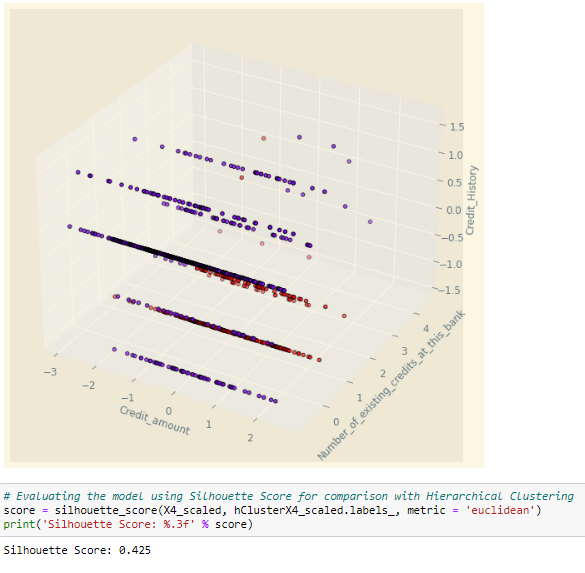 1.5
1.0
0.5
0.0
−0.5
−1.0
−1.5
Credit_History
4
3
2
1
0
Number_of_existing_credits_at_this_bank
−3
−2
−1
0
1
2
Credit_amount
# Evaluating the model using Silhouette Score for comparison with Hierarchical Clustering
score = silhouette_score(X4_scaled, hClusterX4_scaled.labels_, metric = 'euclidean')
print('Silhouette Score: %.3f' % score)
Silhouette Score: 0.425